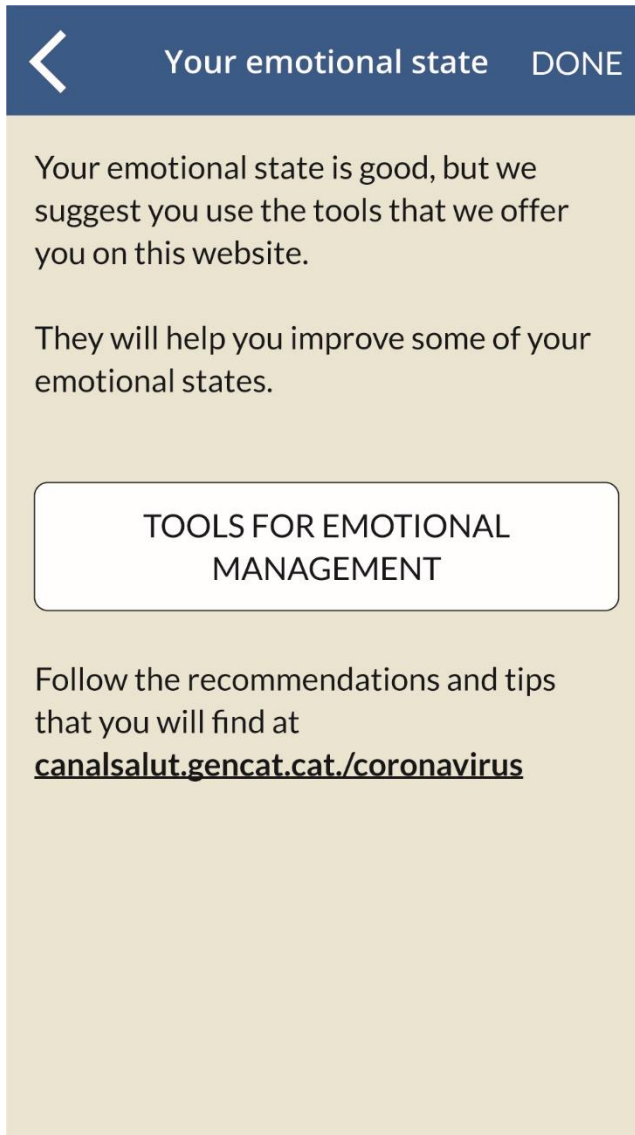 Your emotional state DONE
Your emotional state is good, but we
suggest you use the tools that we offer
you on this website.
They will help you improve some of your
emotional states.
TOOLS FOR EMOTIONAL
MANAGEMENT
Follow the recommendations and tips
that you will find at
canalsalut.gencat.cat./coronavirus